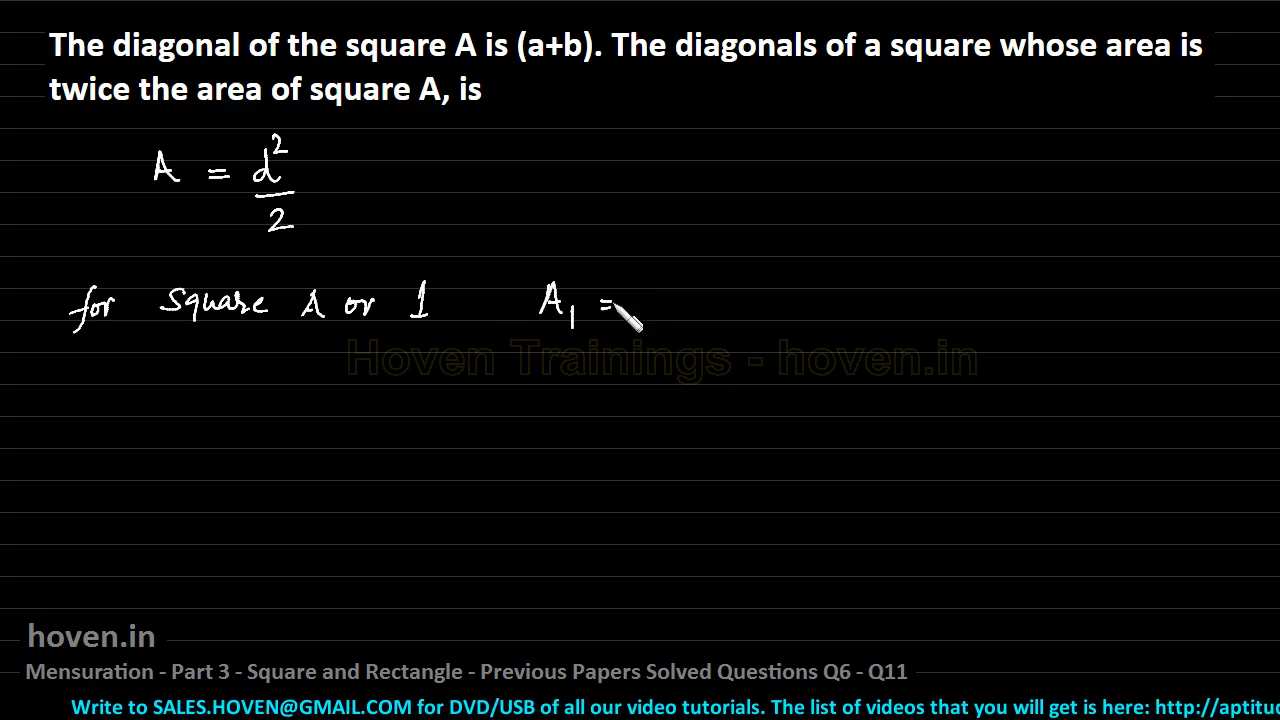 The diagonal of the square A is (a+b). The diagonals of a square whose area is
twice the area of square A, is
A = d²/2
for square A or 1 A₁ =
Hoven Trainings - hoven.in
hoven.in
Mensuration - Part 3 - Square and Rectangle - Previous Papers Solved Questions Q6 - Q11
Write to SALES.HOVEN@GMAIL.COM for DVD/USB of all our video tutorials. The list of videos that you will get is here: http://aptitud